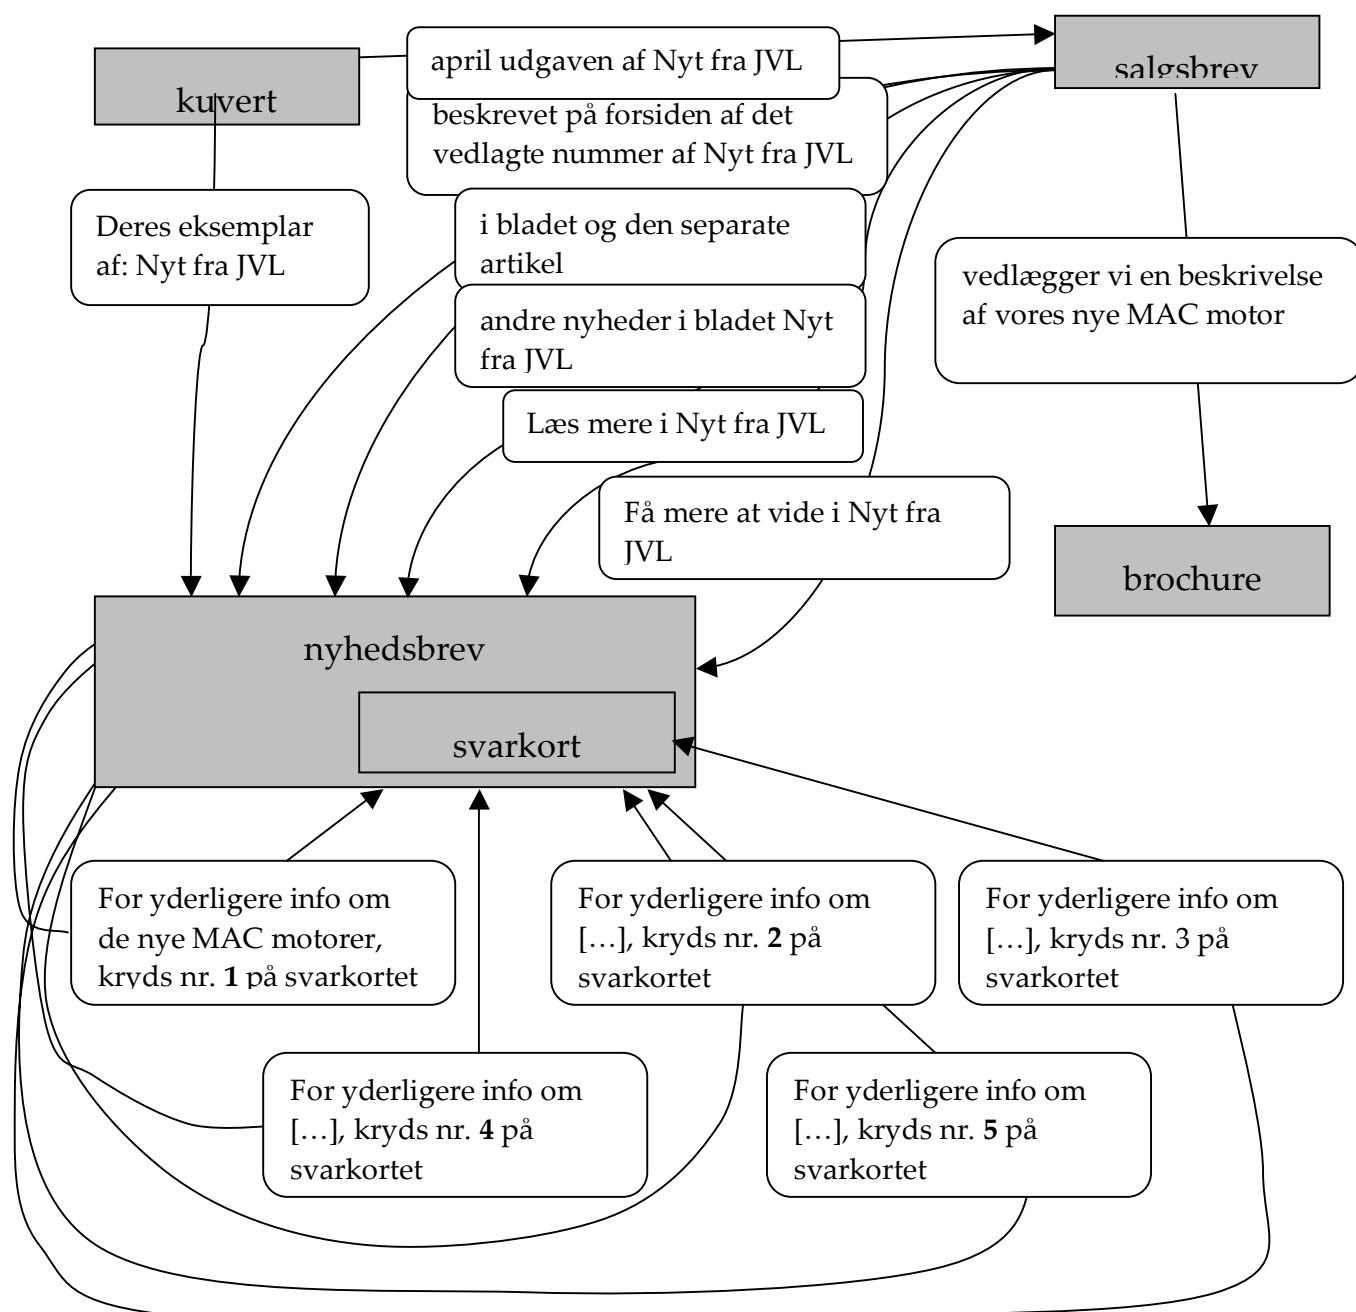 kuvert
april udgaven af Nyt fra JVL
salgsbrev
beskrevet på forsiden af det
vedlagte nummer af Nyt fra JVL
Deres eksemplar
af: Nyt fra JVL
i bladet og den separate
artikel
vedlægger vi en beskrivelse
af vores nye MAC motor
andre nyheder i bladet Nyt
fra JVL
Læs mere i Nyt fra JVL
Få mere at vide i Nyt fra
JVL
brochure
nyhedsbrev
svarkort
For yderligere info om
de nye MAC motorer,
kryds nr. 1 på svarkortet
For yderligere info om
[…], kryds nr. 2 på
svarkortet
For yderligere info om
[…], kryds nr. 3 på
svarkortet
For yderligere info om
[…], kryds nr. 4 på
svarkortet
For yderligere info om
[…], kryds nr. 5 på
svarkortet